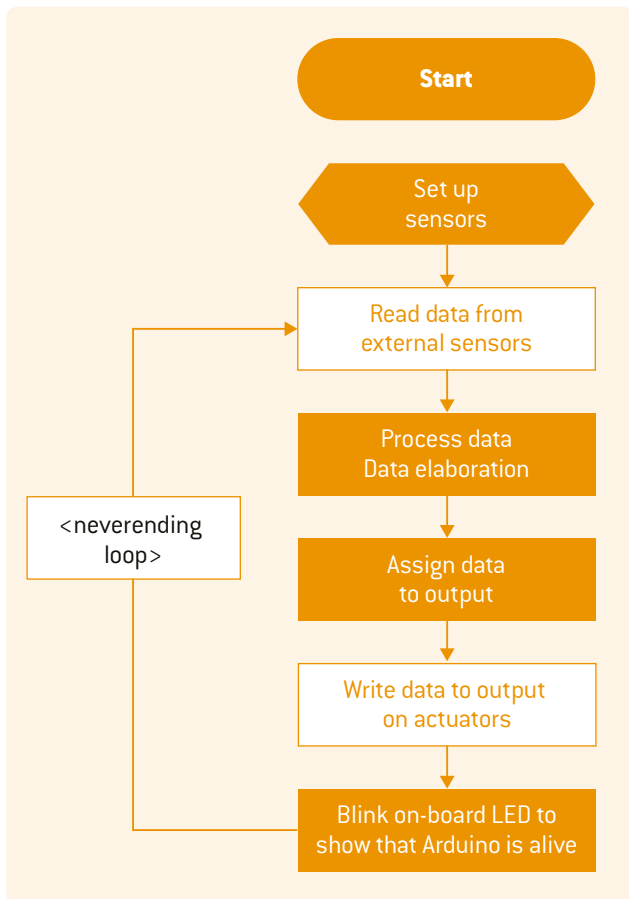 Start
Set up
sensors
Read data from
external sensors
Process data
Data elaboration
<neverending
loop>
Assign data
to output
Write data to output
on actuators
Blink on-board LED to
show that Arduino is alive